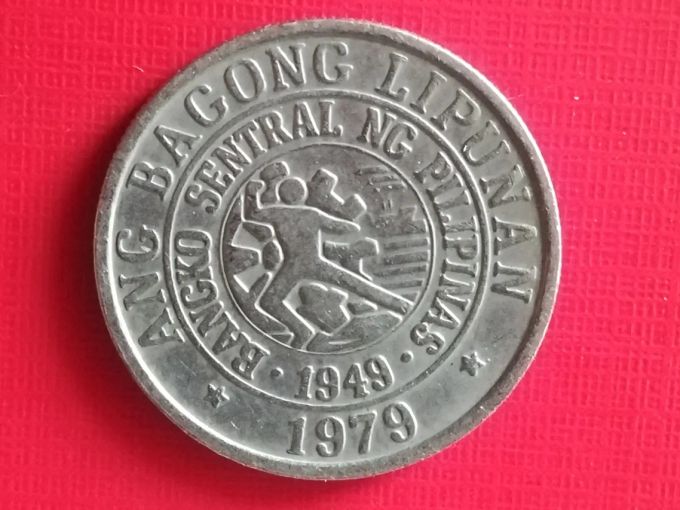 ANG BAGONG LIPUNAN
BANGKO SENTRAL NG PILIPINAS
1949
1979